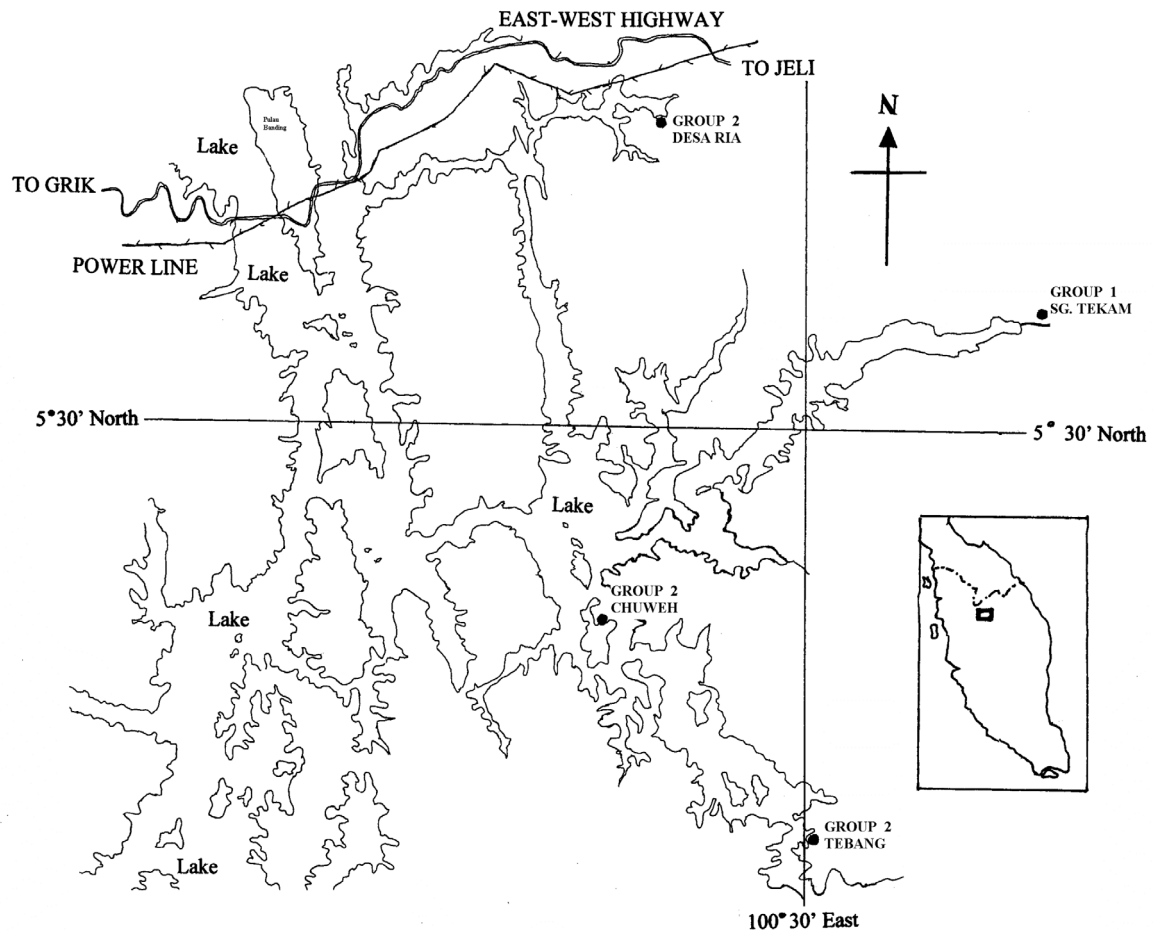 EAST-WEST HIGHWAY
TO JELI
Pulau
Banding
GROUP 2
DESA RIA
N
Lake
TO GRIK
POWER LINE
Lake
GROUP 1
SG. TEKAM
5° 30' North
5° 30' North
Lake
GROUP 2
CHUWEH
Lake
GROUP 2
TEBANG
Lake
100° 30' East